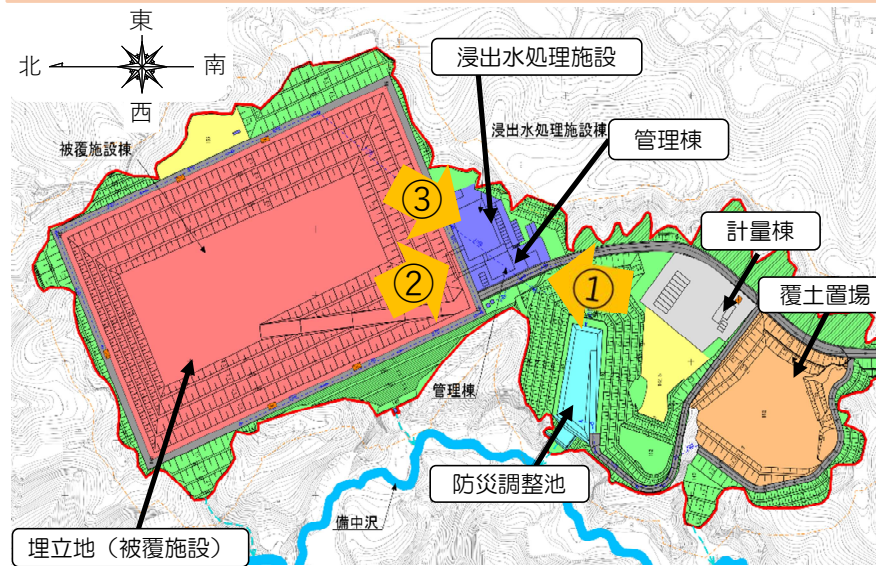 東
北
南
西
浸出水処理施設
浸出水処理施設棟
管理棟
被覆施設棟
計量棟
覆土置場
③
②
①
管理棟
防災調整池
備中沢
埋立地（被覆施設）